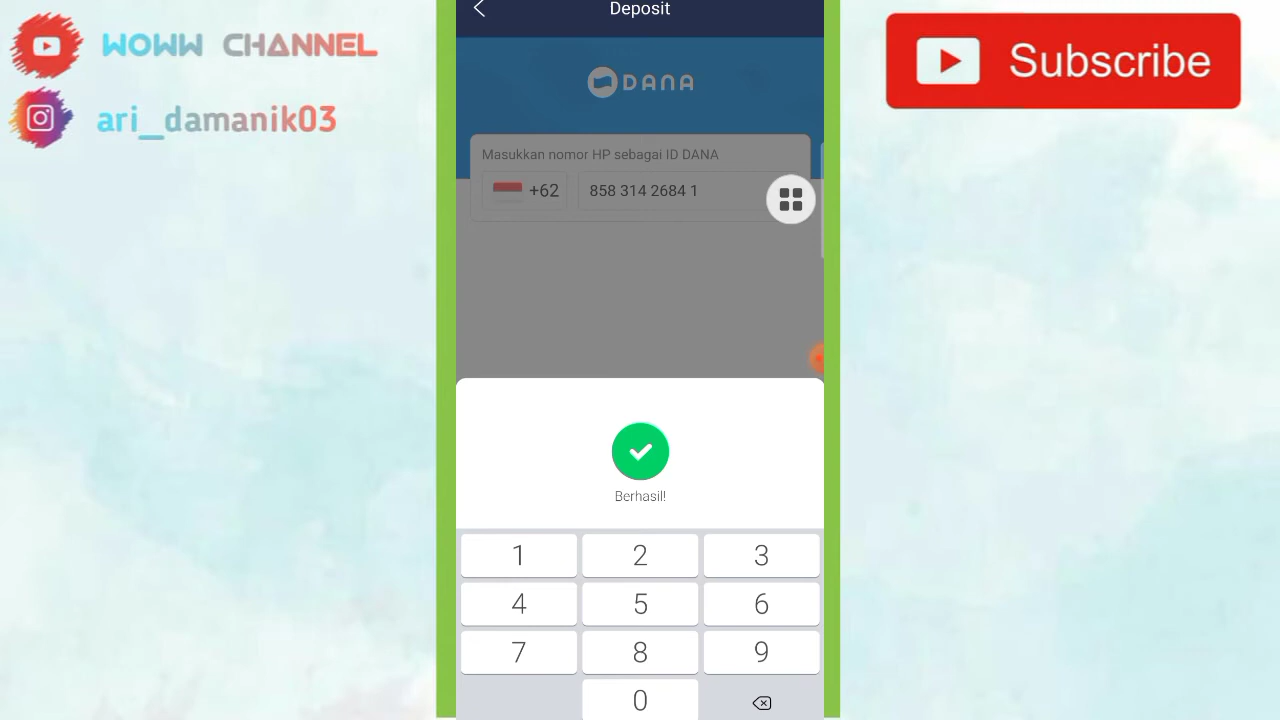 WOWW CHANNEL
ari_damanik03
Subscribe
Deposit
DANA
Masukkan nomor HP sebagai ID DANA
+62
858 314 2684 1
Berhasil!
1 2 3
4 5 6
7 8 9
0